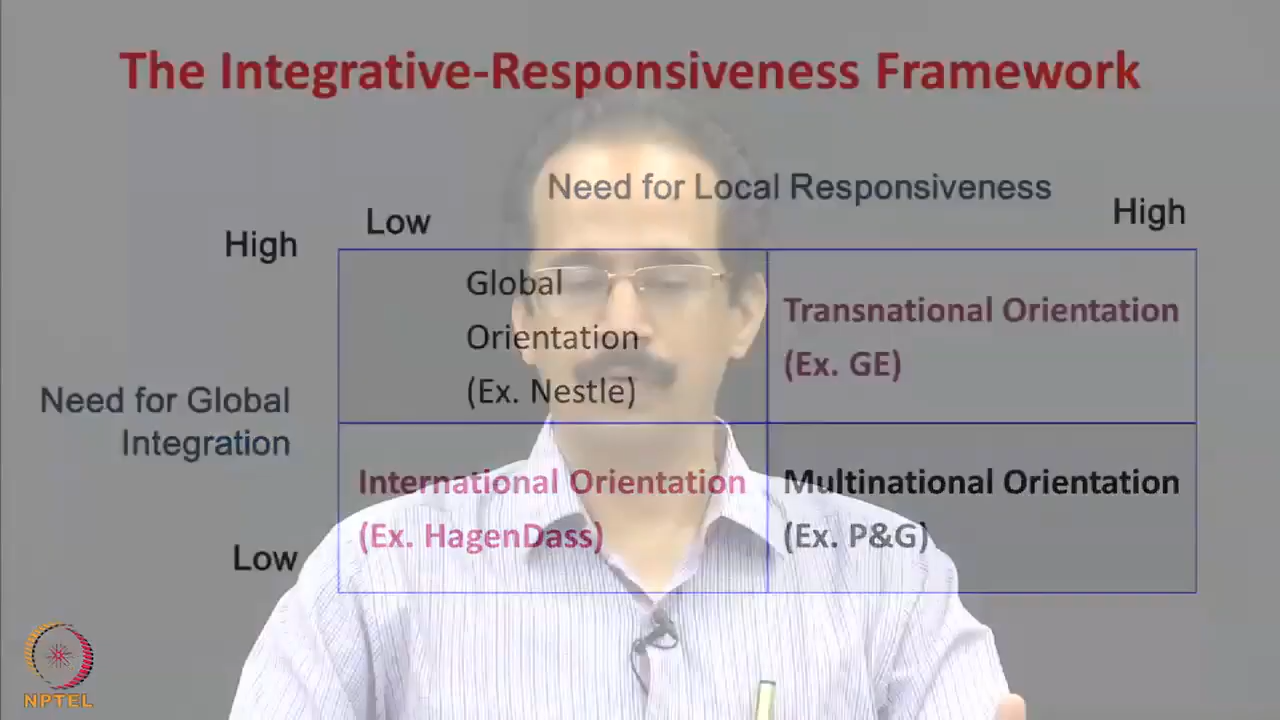 The Integrative-Responsiveness Framework
Need for Local Responsiveness
Low
High
High
Global
Orientation
(Ex. Nestle)
Transnational Orientation
(Ex. GE)
Need for Global
Integration
International Orientation
(Ex. HagenDass)
Multinational Orientation
(Ex. P&G)
Low
NPTEL